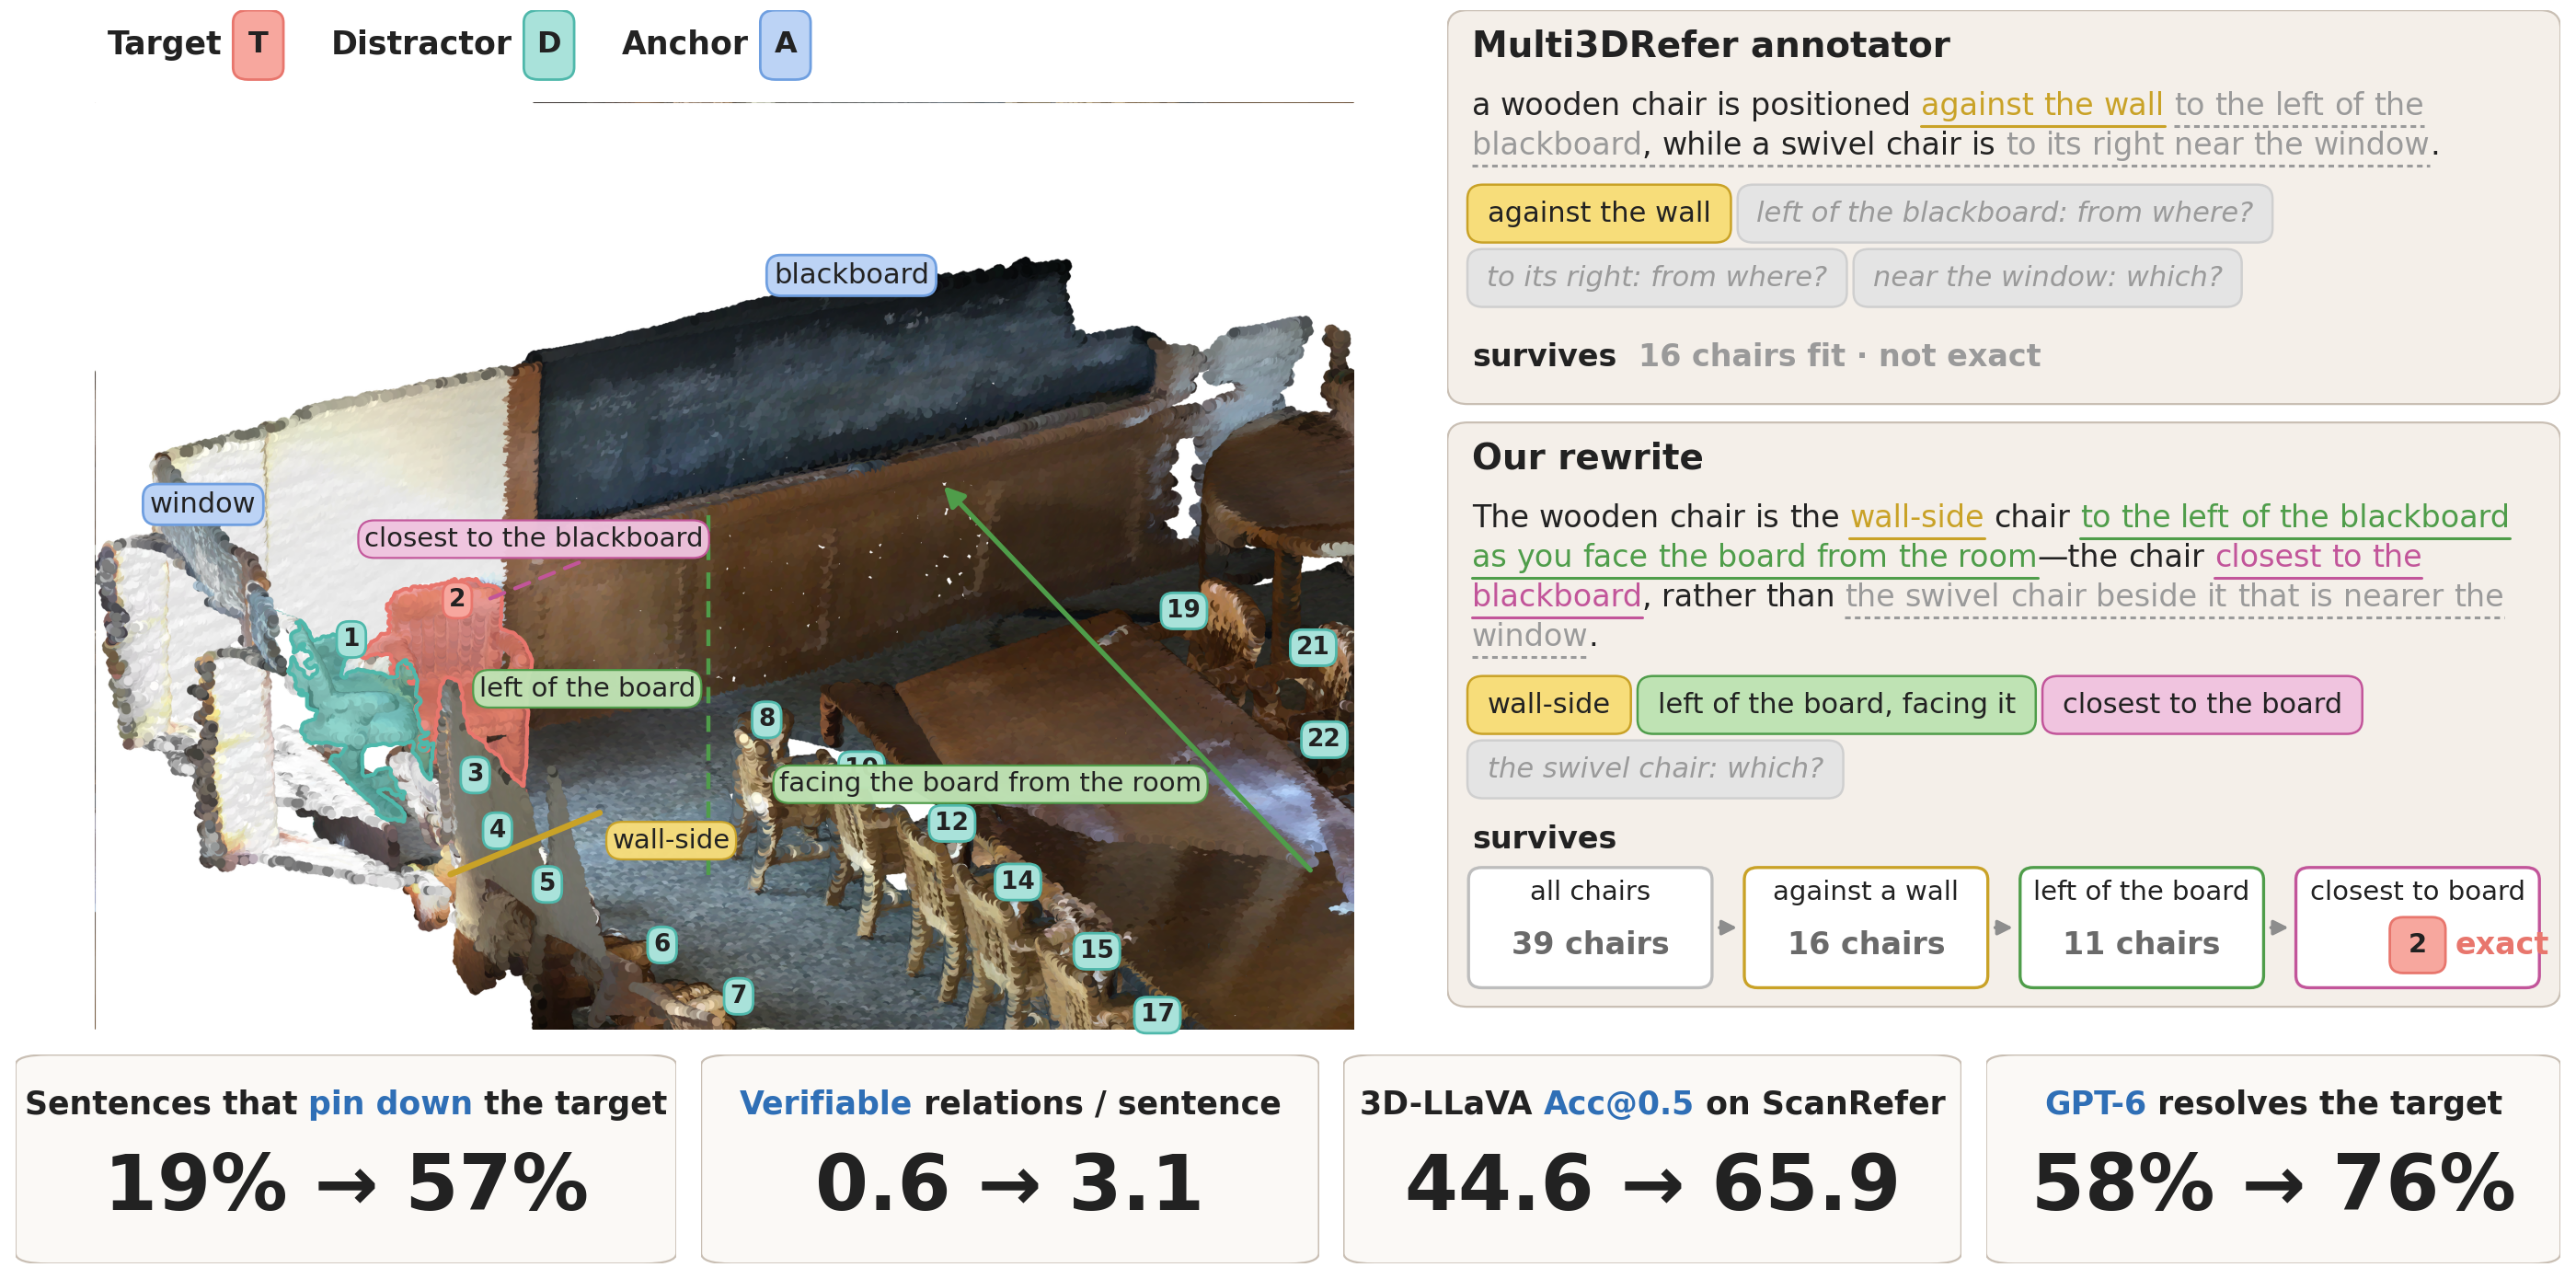 Target T Distractor D Anchor A
blackboard
window
closest to the blackboard
2
1
19
21
left of the board
8
22
3
facing the board from the room
12
4
wall-side
5
14
6
15
7
17
Multi3DRefer annotator
a wooden chair is positioned against the wall to the left of the
blackboard, while a swivel chair is to its right near the window.
against the wall left of the blackboard: from where?
to its right: from where? near the window: which?
survives 16 chairs fit · not exact
Our rewrite
The wooden chair is the wall-side chair to the left of the blackboard
as you face the board from the room—the chair closest to the
blackboard, rather than the swivel chair beside it that is nearer the
window.
wall-side left of the board, facing it closest to the board
the swivel chair: which?
survives
all chairs
39 chairs
against a wall
16 chairs
left of the board
11 chairs
closest to board
2 exact
Sentences that pin down the target
19% → 57%
Verifiable relations / sentence
0.6 → 3.1
3D-LLaVA Acc@0.5 on ScanRefer
44.6 → 65.9
GPT-6 resolves the target
58% → 76%